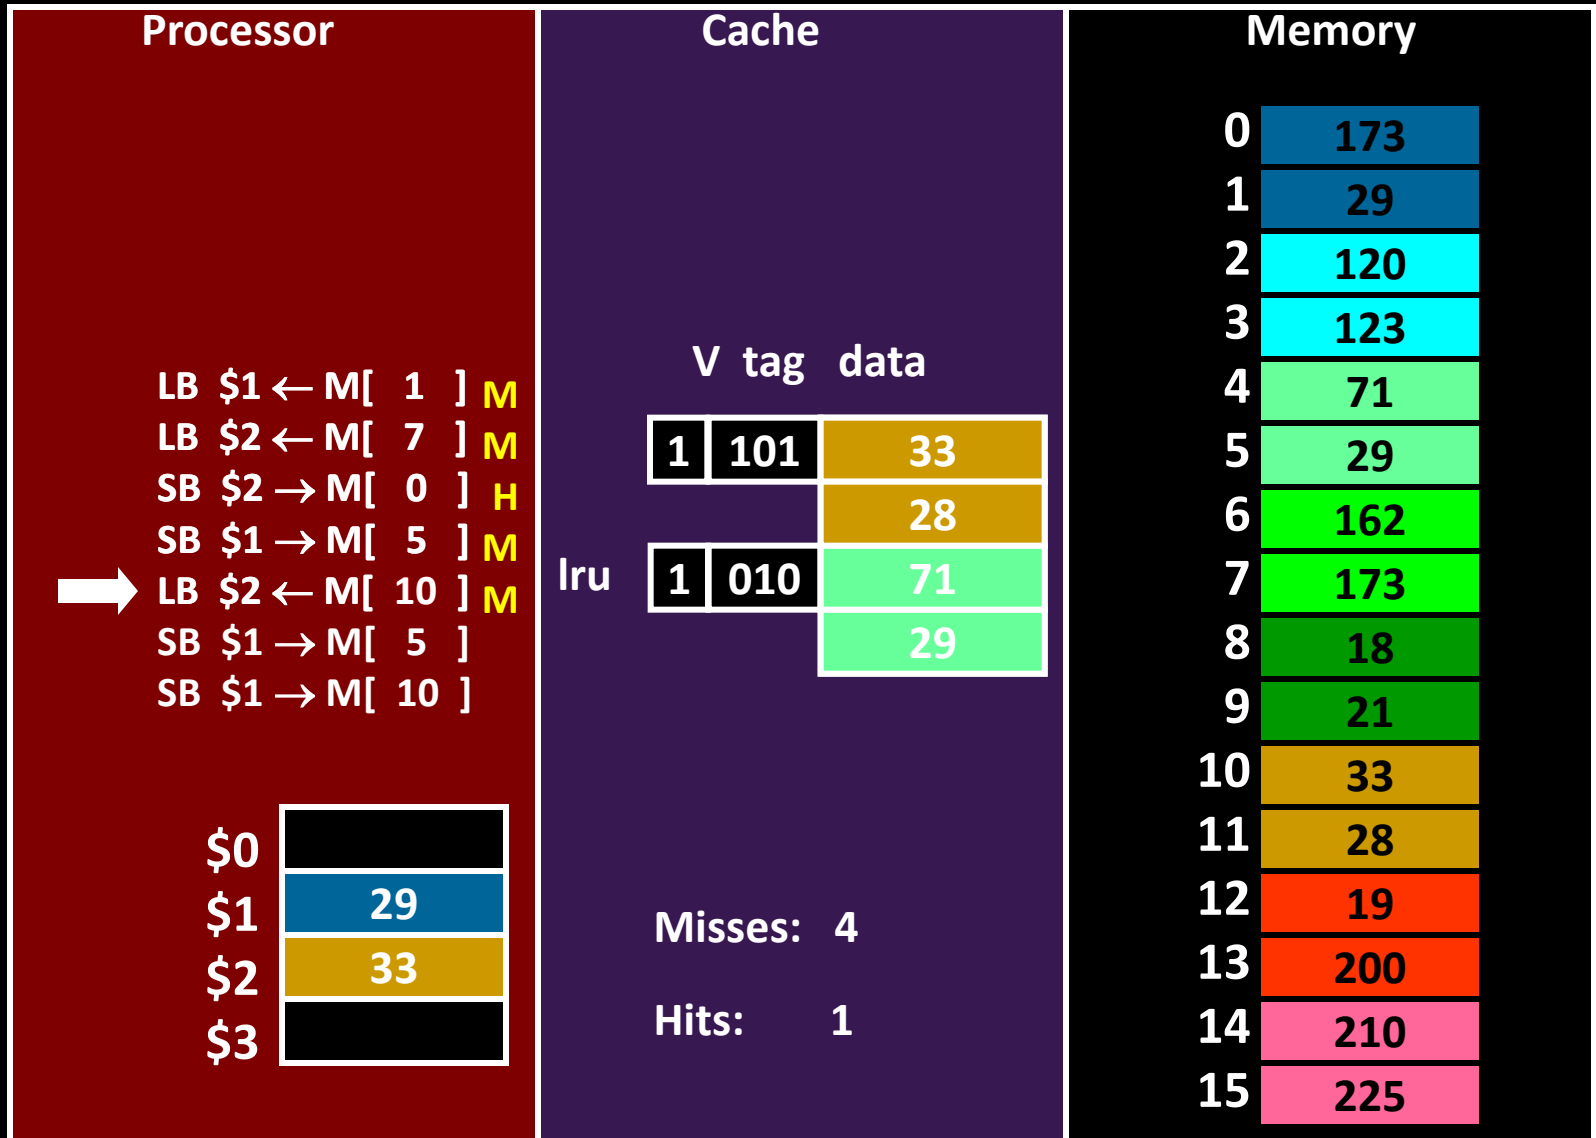 Processor
LB $1 ← M[ 1 ] M
LB $2 ← M[ 7 ] M
SB $2 → M[ 0 ] H
SB $1 → M[ 5 ] M
LB $2 ← M[ 10 ] M
SB $1 → M[ 5 ]
SB $1 → M[ 10 ]
$0
$1 29
$2 33
$3
Cache
V tag data
1 101 33
28
lru 1 010 71
29
Misses: 4
Hits: 1
Memory
0 173
1 29
2 120
3 123
4 71
5 29
6 162
7 173
8 18
9 21
10 33
11 28
12 19
13 200
14 210
15 225